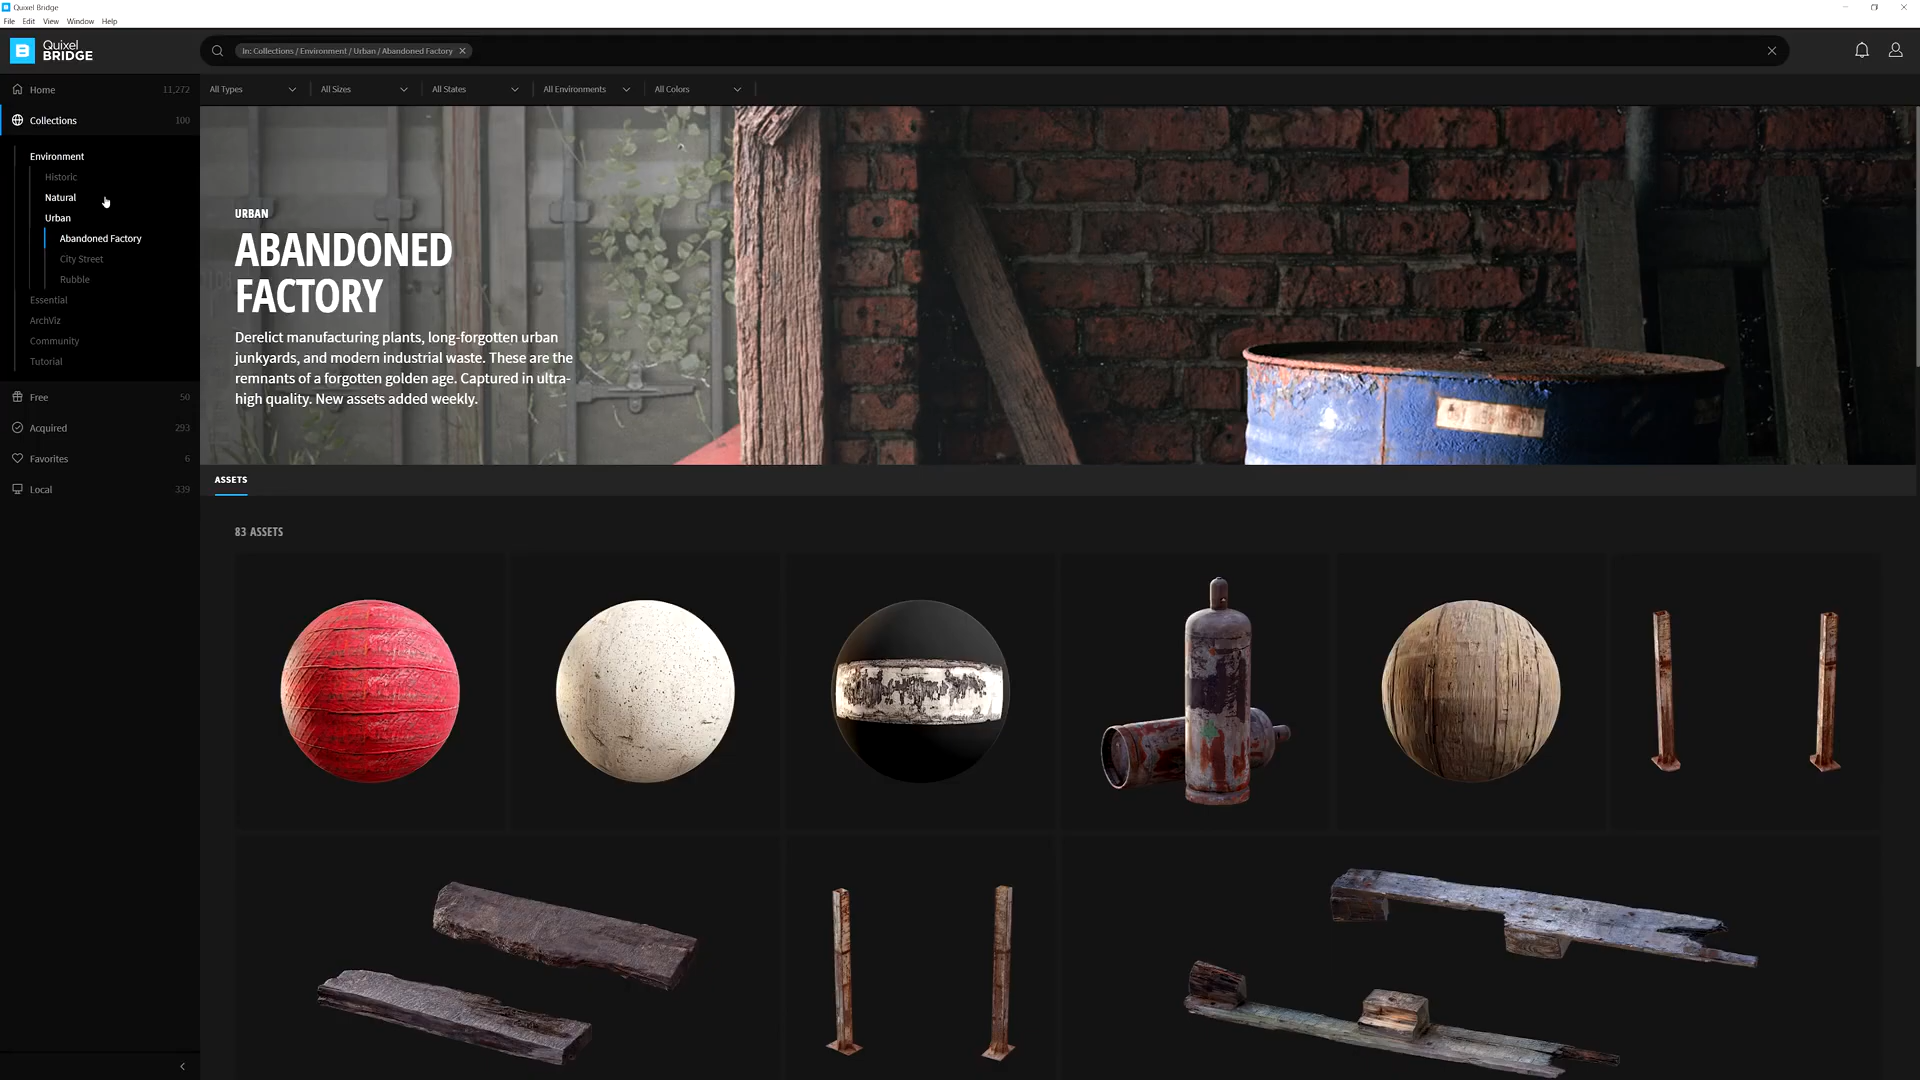 Quixel Bridge
File Edit View Window Help
Quixel
BRIDGE
In: Collections / Environment / Urban / Abandoned Factory
Home 11,272
All Types All Sizes All States All Environments All Colors
Collections 100
Environment
Historic
Natural
Urban
Abandoned Factory
City Street
Rubble
Essential
ArchViz
Community
Tutorial
Free 50
Acquired 293
Favorites 6
Local 339
URBAN
ABANDONED
FACTORY
Derelict manufacturing plants, long-forgotten urban
junkyards, and modern industrial waste. These are the
remnants of a forgotten golden age. Captured in ultra-
high quality. New assets added weekly.
ASSETS
83 ASSETS